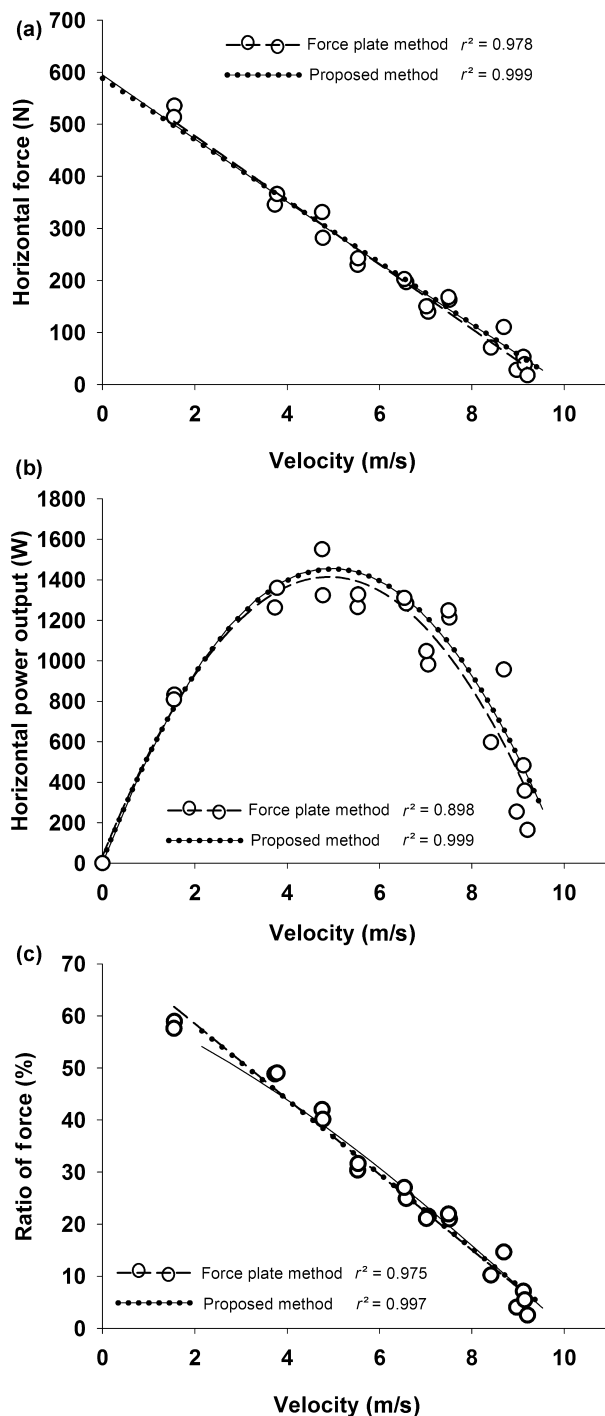 (a)
700
600
500
400
300
200
100
0
Horizontal force (N)
Force plate method r² = 0.978
Proposed method r² = 0.999
0 2 4 6 8 10
Velocity (m/s)
(b)
1800
1600
1400
1200
1000
800
600
400
200
0
Horizontal power output (W)
Force plate method r² = 0.898
Proposed method r² = 0.999
0 2 4 6 8 10
Velocity (m/s)
(c)
70
60
50
40
30
20
10
0
Ratio of force (%)
Force plate method r² = 0.975
Proposed method r² = 0.997
0 2 4 6 8 10
Velocity (m/s)